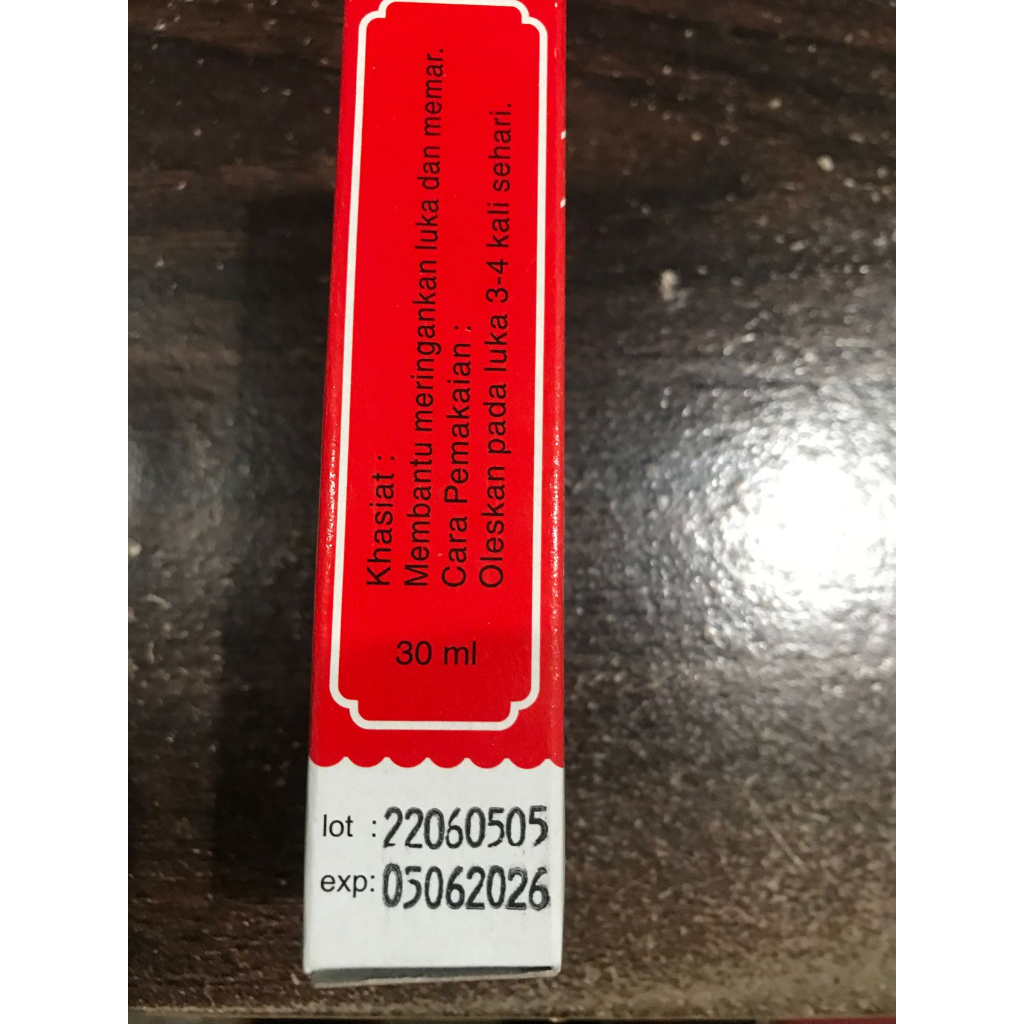 Khasiat :
Membantu meringankan luka dan memar.
Cara Pemakaian :
Oleskan pada luka 3-4 kali sehari.
30 ml
lot : 22060505
exp: 05062026